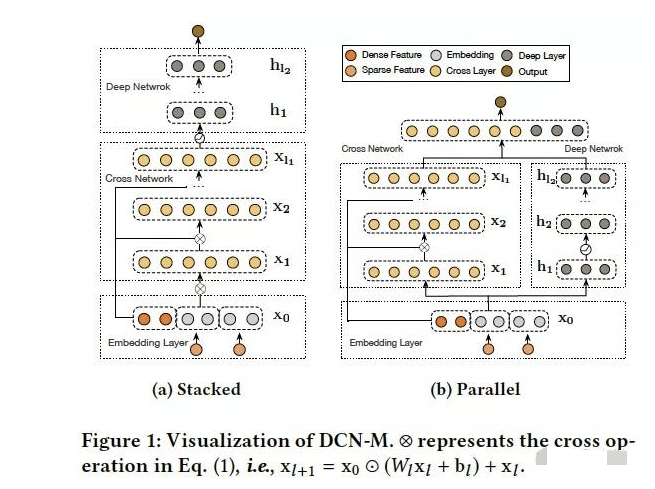 Dense Feature Embedding Deep Layer
Sparse Feature Cross Layer Output
h_{l_2}
Deep Netwrok
h_1
x_{l_1}
Cross Network
...
x_2
x_1
x_0
Embedding Layer
(a) Stacked
Cross Network Deep Netwrok
x_{l_1} h_{l_2}
x_2 h_2
x_1 h_1
x_0
Embedding Layer
(b) Parallel
Figure 1: Visualization of DCN-M. ⊗ represents the cross op-
eration in Eq. (1), i.e., x_{l+1} = x_0 ⊙ (W_l x_l + b_l) + x_l.